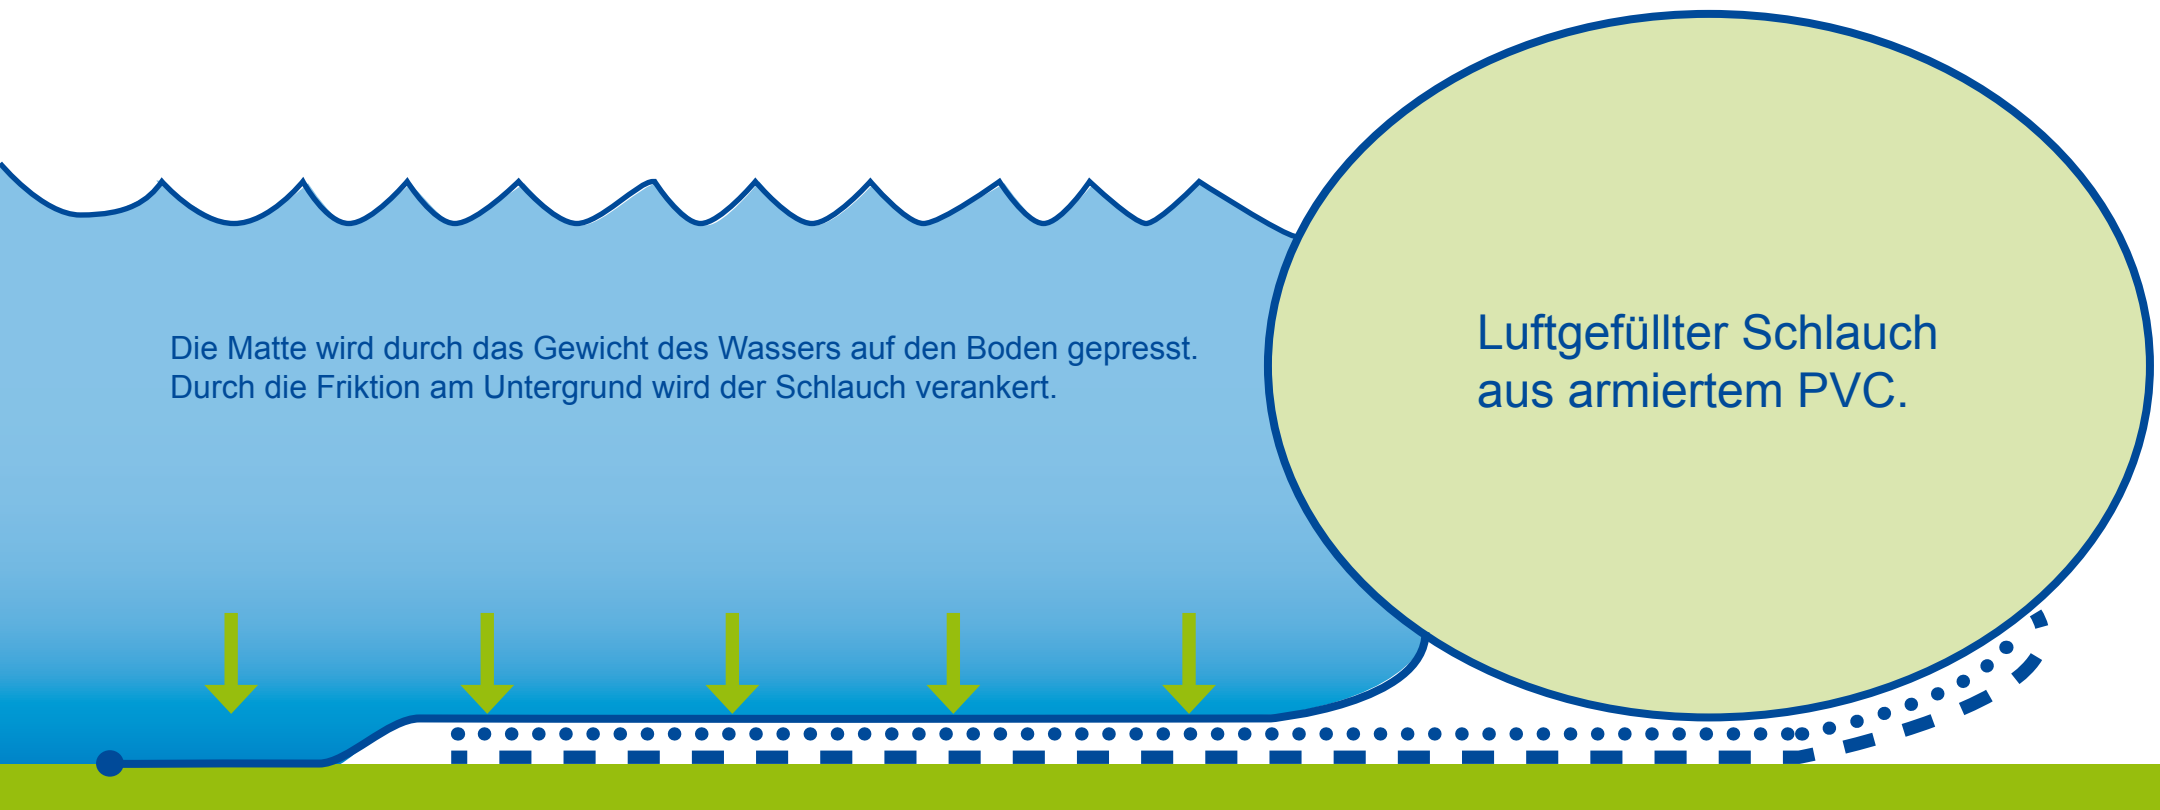 Die Matte wird durch das Gewicht des Wassers auf den Boden gepresst.
Durch die Friktion am Untergrund wird der Schlauch verankert.
Luftgefüllter Schlauch
aus armiertem PVC.